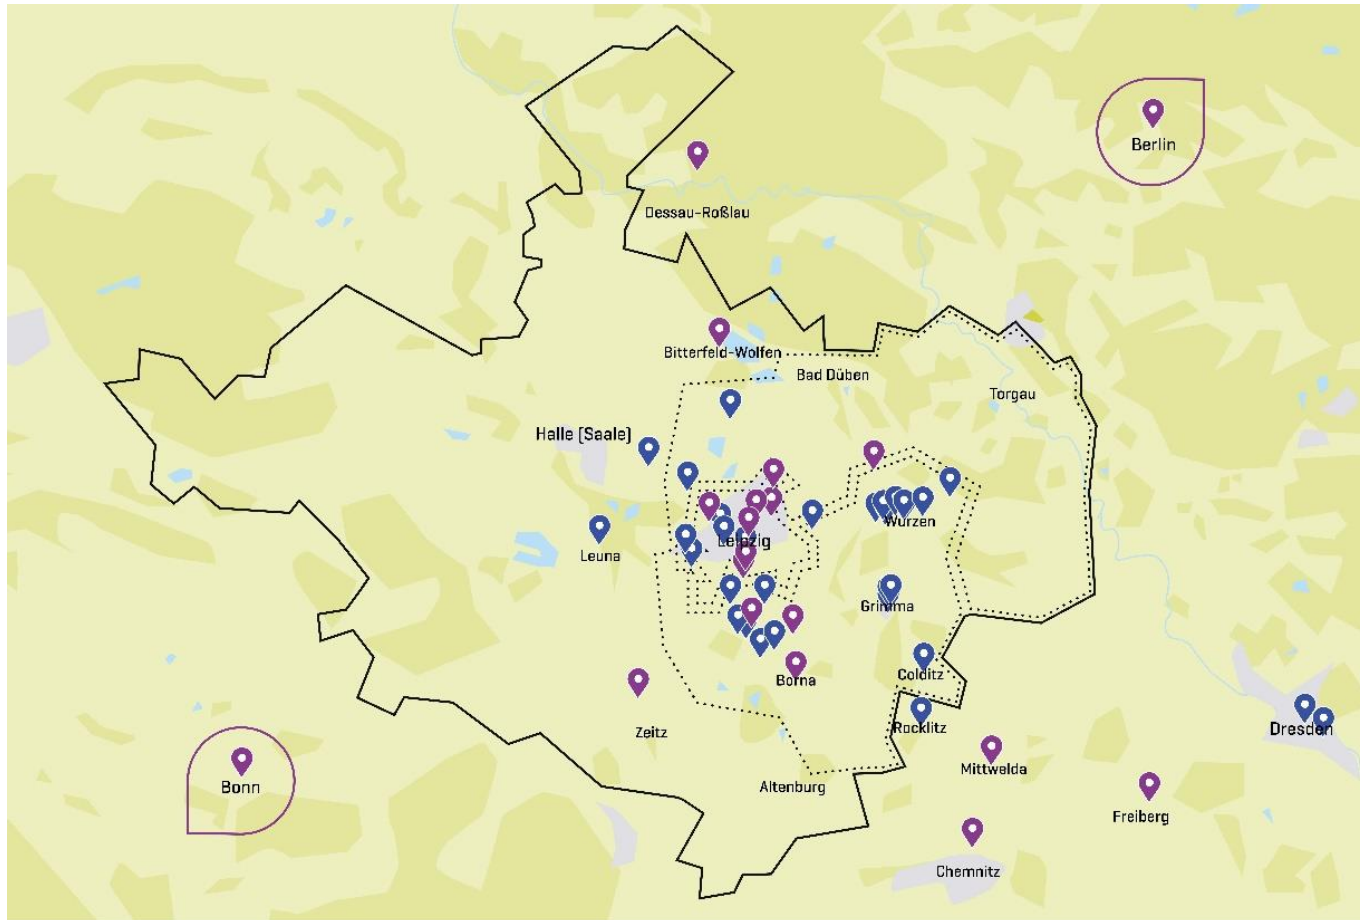 Berlin
Dessau-Roßlau
Bitterfeld-Wolfen
Bad Düben
Torgau
Halle (Saale)
Wurzen
Leipzig
Leuna
Grimma
Colditz
Borna
Rocklitz
Zeitz
Dresden
Mittwelda
Bonn
Altenburg
Freiberg
Chemnitz